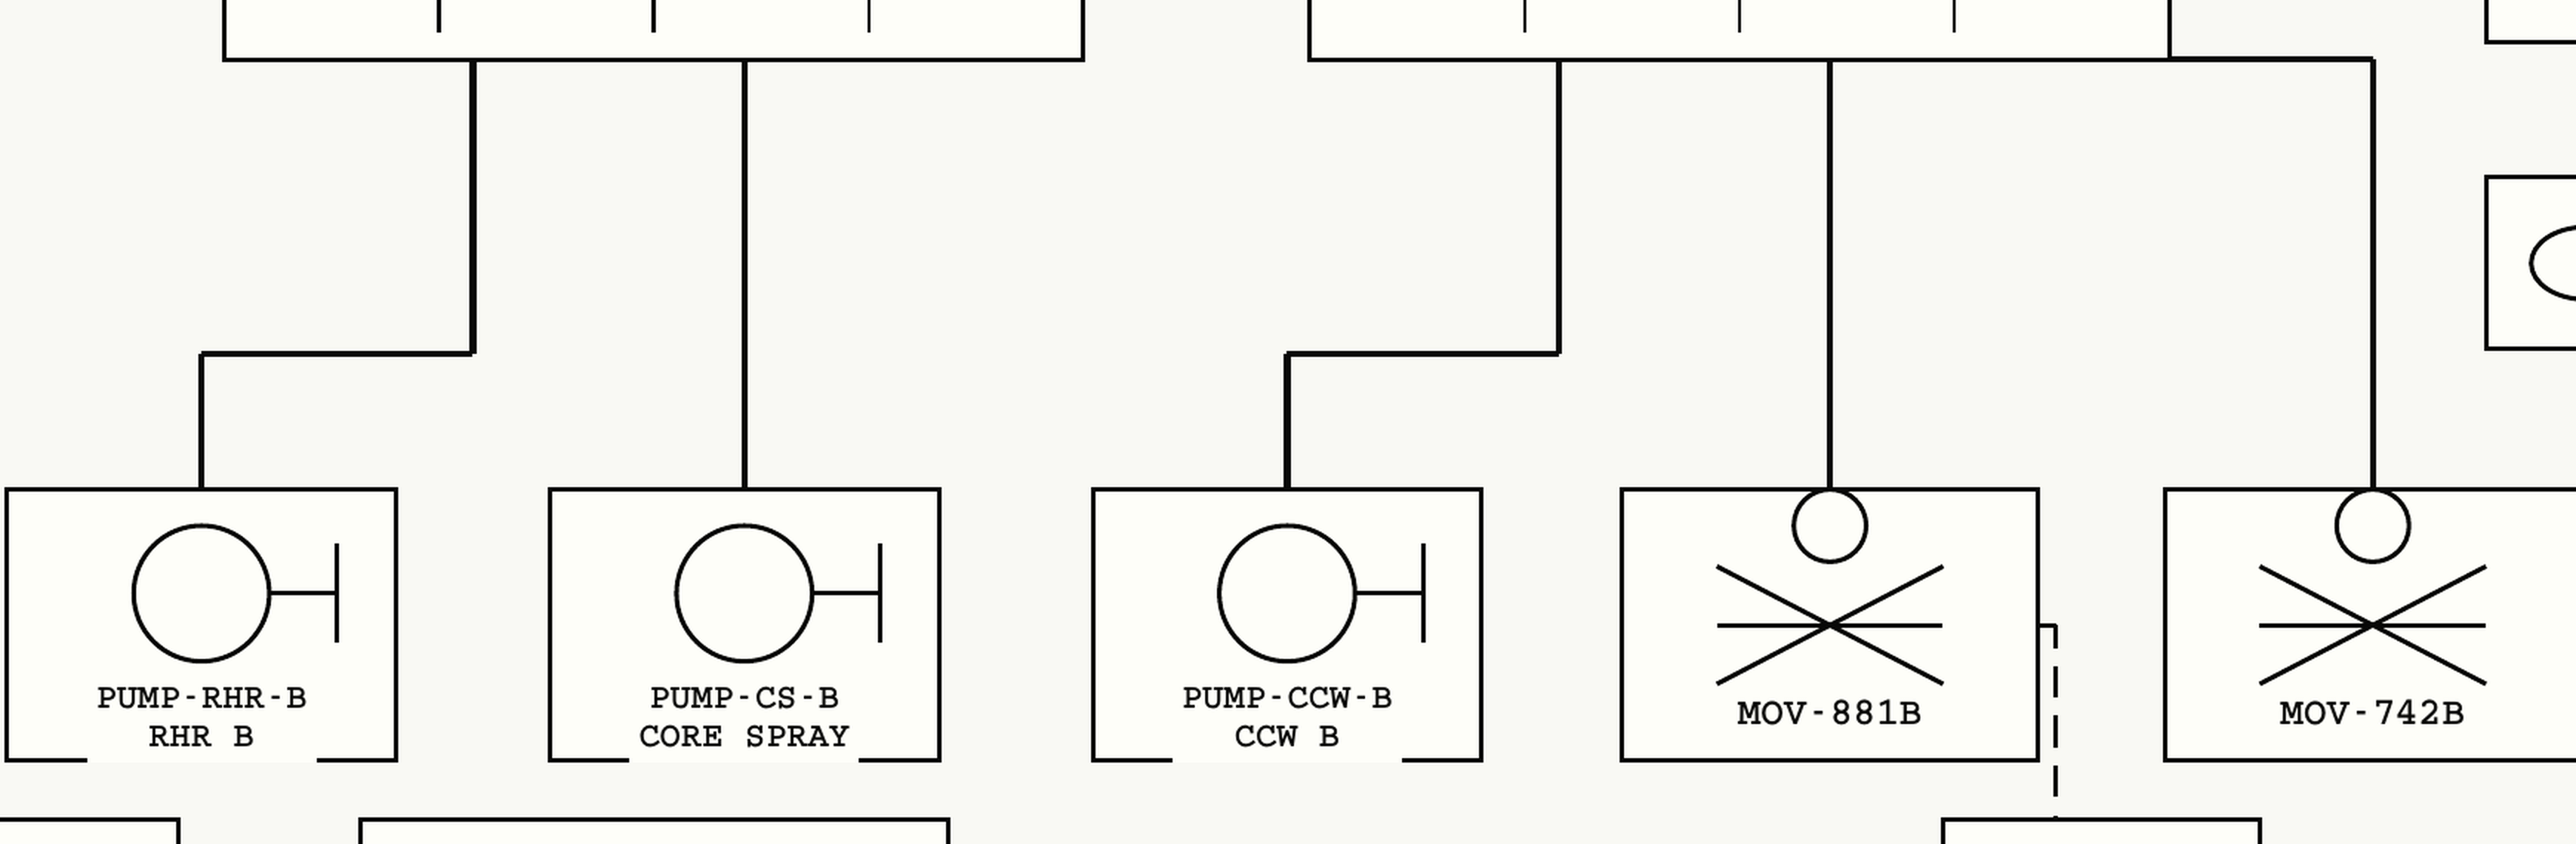 PUMP-RHR-B
RHR B
PUMP-CS-B
CORE SPRAY
PUMP-CCW-B
CCW B
MOV-881B
MOV-742B